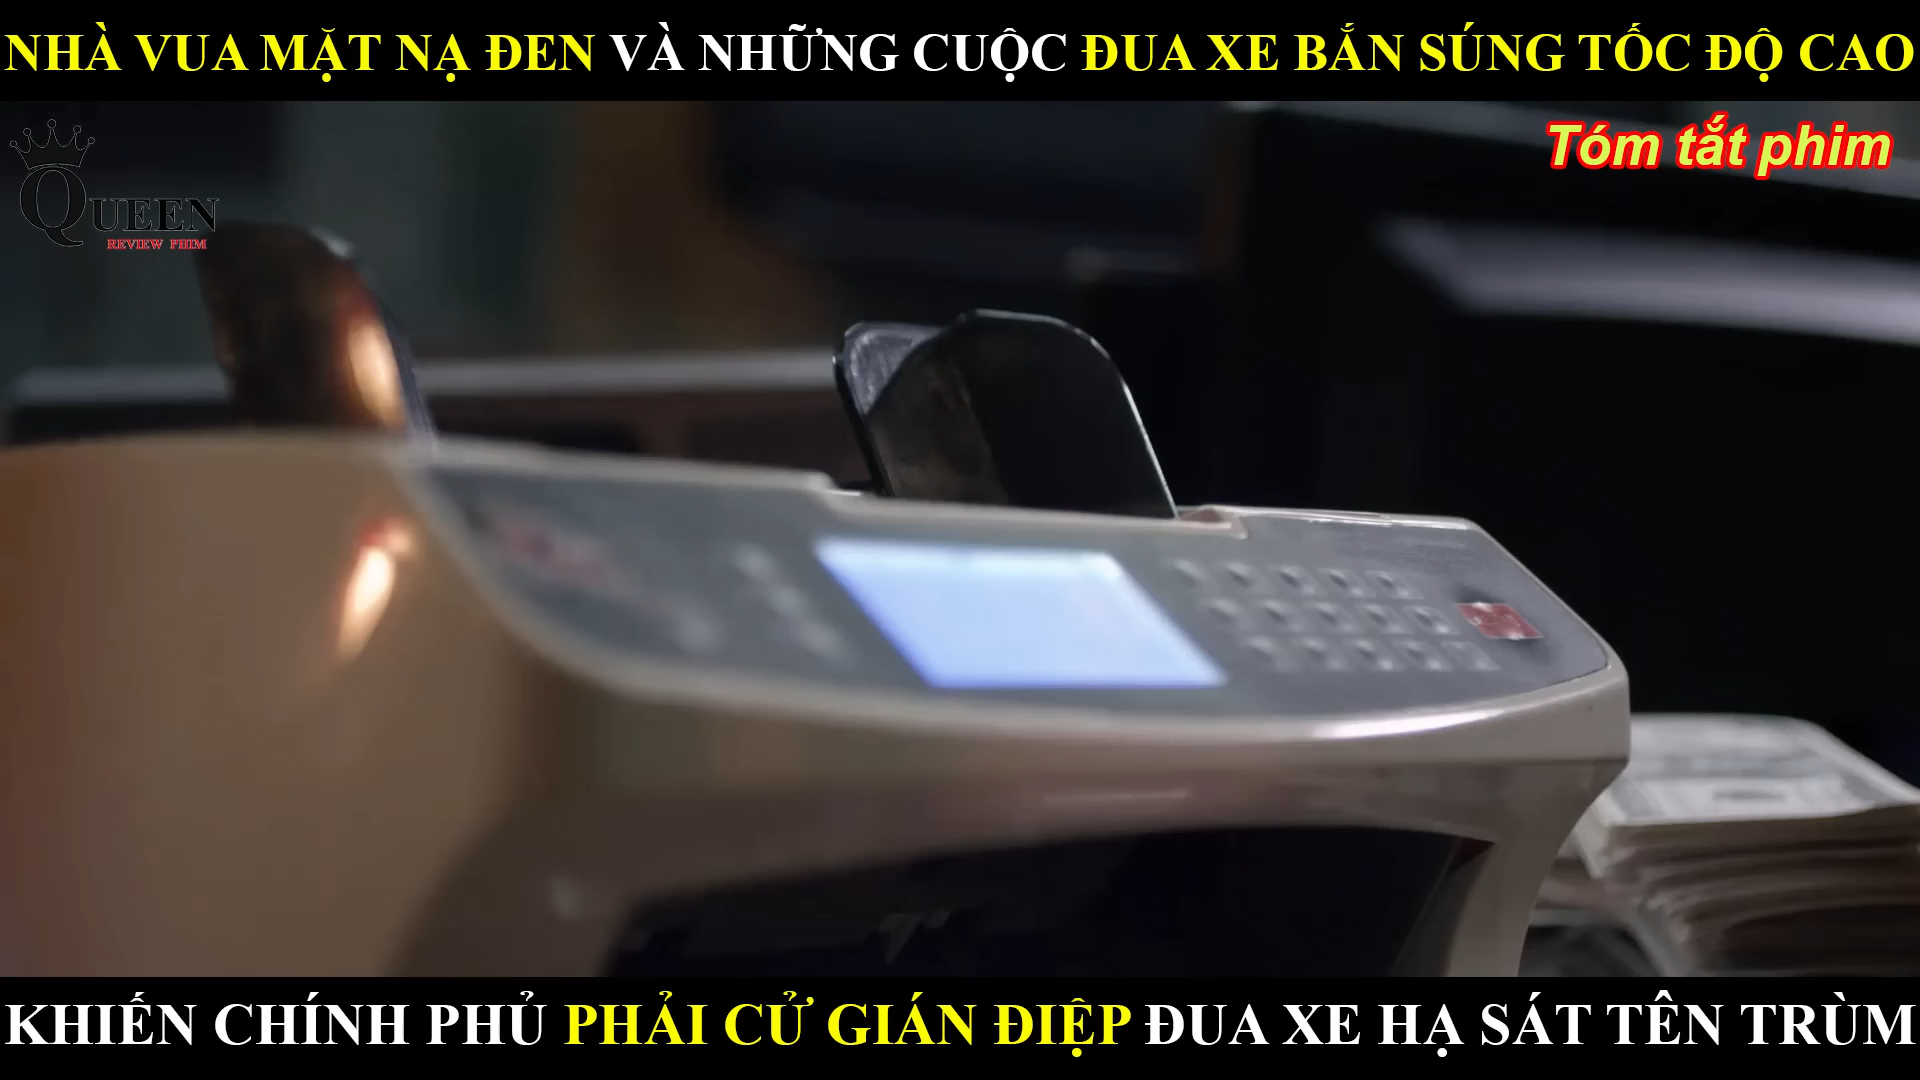 NHÀ VUA MẶT NẠ ĐEN VÀ NHỮNG CUỘC ĐUA XE BẮN SÚNG TỐC ĐỘ CAO
Tóm tắt phim
QUEEN
REVIEW PHIM
KHIẾN CHÍNH PHỦ PHẢI CỬ GIÁN ĐIỆP ĐUA XE HẠ SÁT TÊN TRÙM